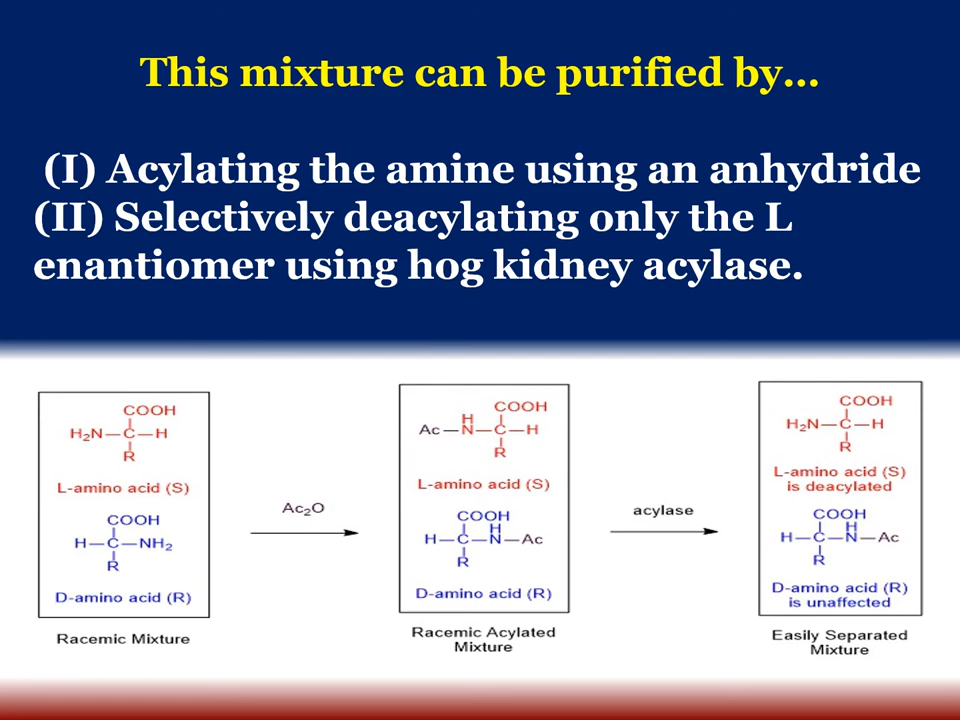 This mixture can be purified by…
(I) Acylating the amine using an anhydride
(II) Selectively deacylating only the L
enantiomer using hog kidney acylase.
COOH
H₂N—C—H
R
L-amino acid (S)
COOH
H—C—NH₂
R
D-amino acid (R)
Racemic Mixture
Ac₂O
COOH
H
Ac—N—C—H
R
L-amino acid (S)
COOH
H
H—C—N—Ac
R
D-amino acid (R)
Racemic Acylated
Mixture
acylase
COOH
H₂N—C—H
R
L-amino acid (S)
is deacylated
COOH
H
H—C—N—Ac
R
D-amino acid (R)
is unaffected
Easily Separated
Mixture